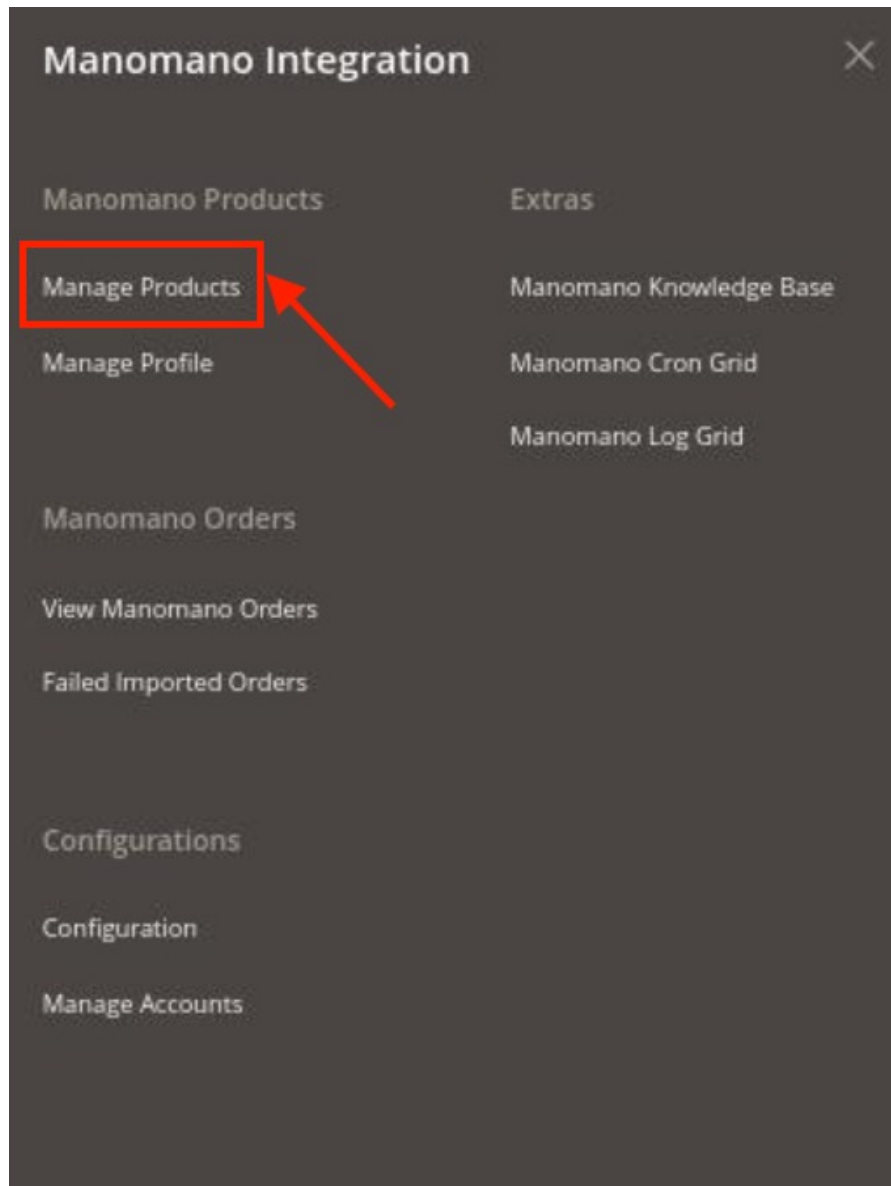 Manomano Integration
Manomano Products
Manage Products
Manage Profile
Extras
Manomano Knowledge Base
Manomano Cron Grid
Manomano Log Grid
Manomano Orders
View Manomano Orders
Failed Imported Orders
Configurations
Configuration
Manage Accounts